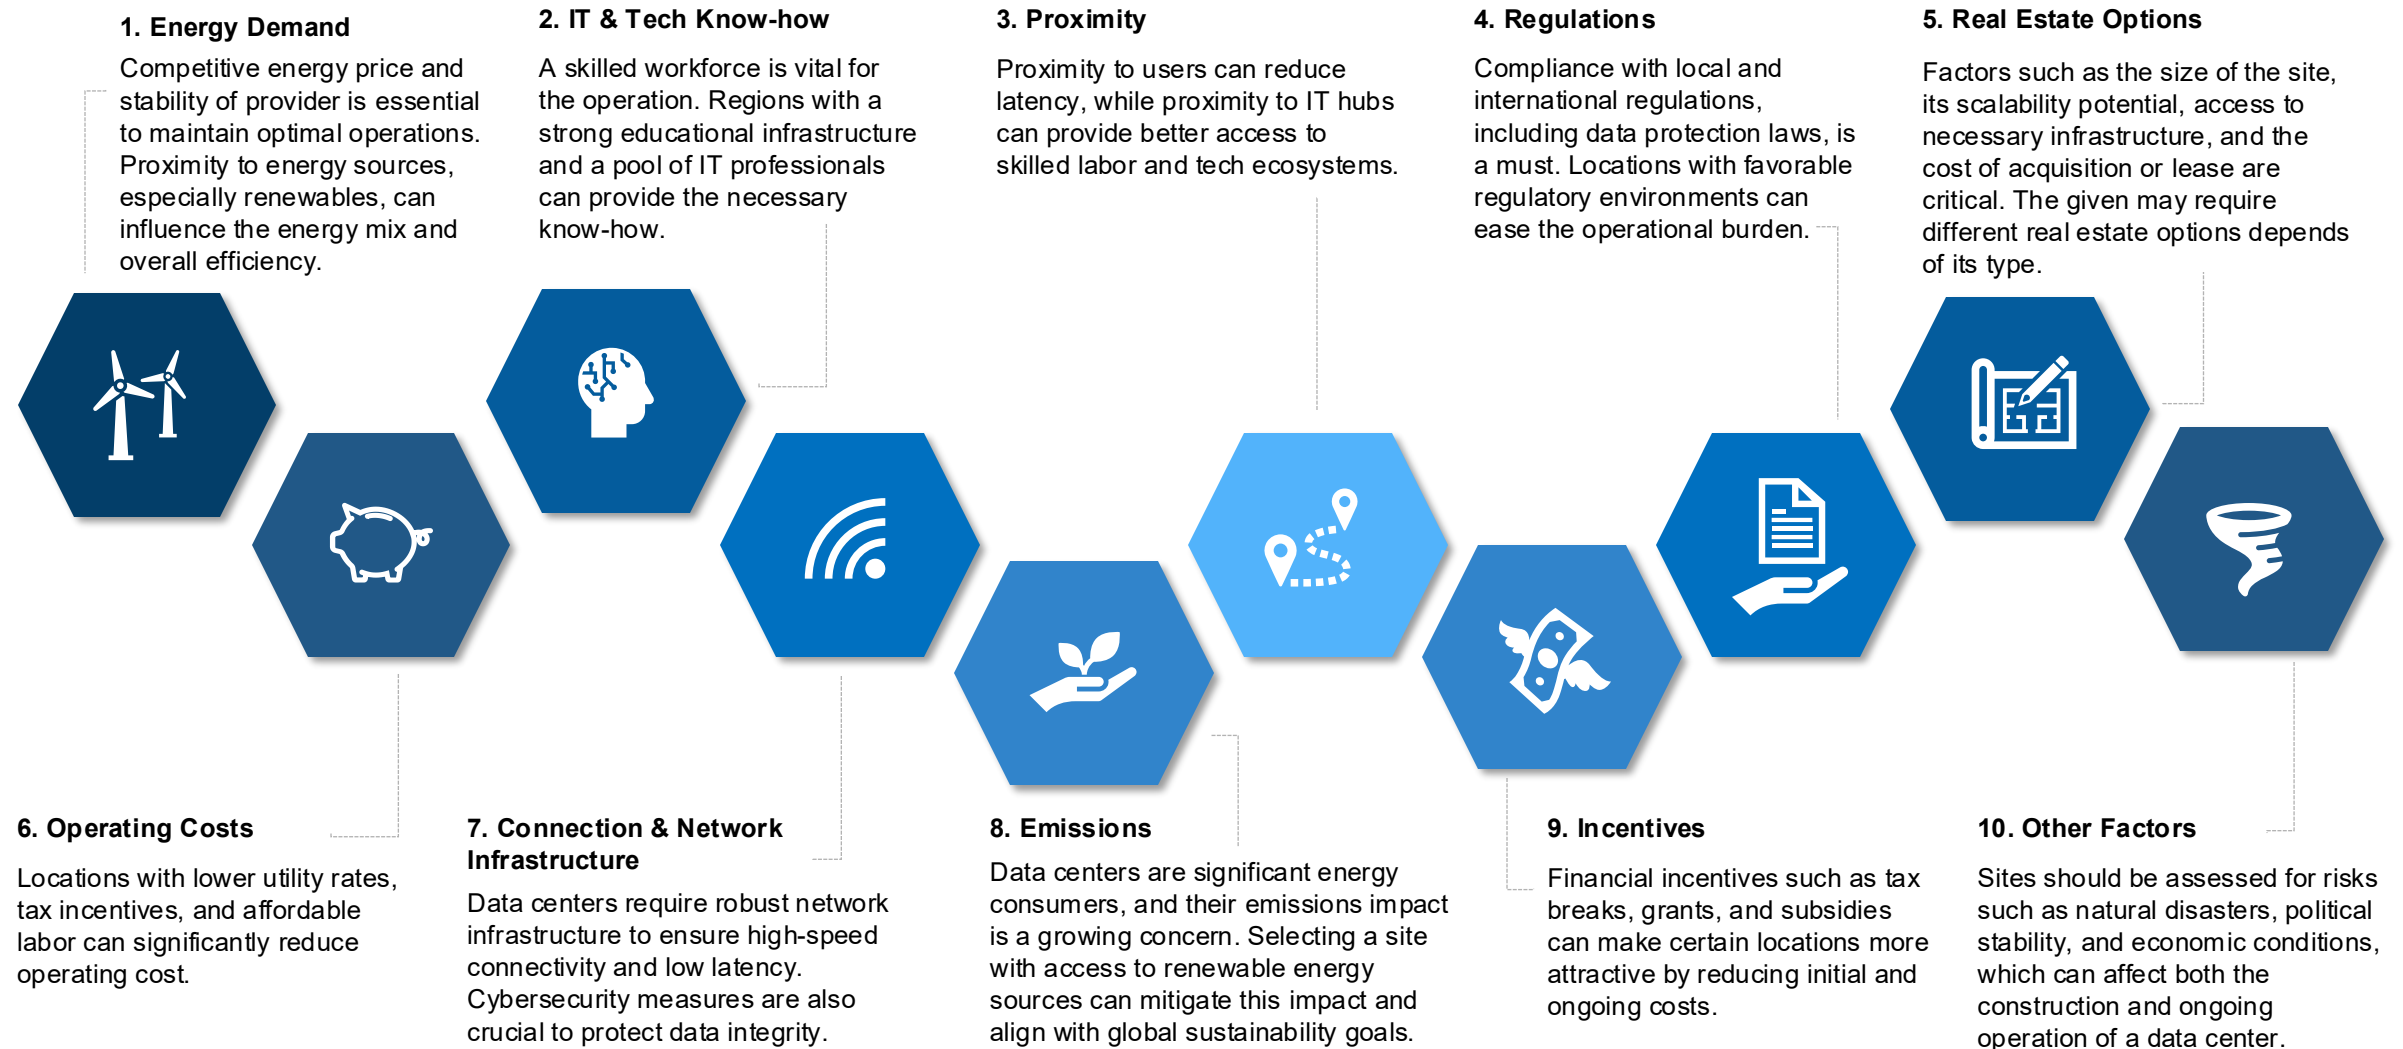 1. Energy Demand
Competitive energy price and
stability of provider is essential
to maintain optimal operations.
Proximity to energy sources,
especially renewables, can
influence the energy mix and
overall efficiency.
2. IT & Tech Know-how
A skilled workforce is vital for
the operation. Regions with a
strong educational infrastructure
and a pool of IT professionals
can provide the necessary
know-how.
3. Proximity
Proximity to users can reduce
latency, while proximity to IT hubs
can provide better access to
skilled labor and tech ecosystems.
4. Regulations
Compliance with local and
international regulations,
including data protection laws, is
a must. Locations with favorable
regulatory environments can
ease the operational burden.
5. Real Estate Options
Factors such as the size of the site,
its scalability potential, access to
necessary infrastructure, and the
cost of acquisition or lease are
critical. The given may require
different real estate options depends
of its type.
6. Operating Costs
Locations with lower utility rates,
tax incentives, and affordable
labor can significantly reduce
operating cost.
7. Connection & Network
Infrastructure
Data centers require robust network
infrastructure to ensure high-speed
connectivity and low latency.
Cybersecurity measures are also
crucial to protect data integrity.
8. Emissions
Data centers are significant energy
consumers, and their emissions impact
is a growing concern. Selecting a site
with access to renewable energy
sources can mitigate this impact and
align with global sustainability goals.
9. Incentives
Financial incentives such as tax
breaks, grants, and subsidies
can make certain locations more
attractive by reducing initial and
ongoing costs.
10. Other Factors
Sites should be assessed for risks
such as natural disasters, political
stability, and economic conditions,
which can affect both the
construction and ongoing
operation of a data center.